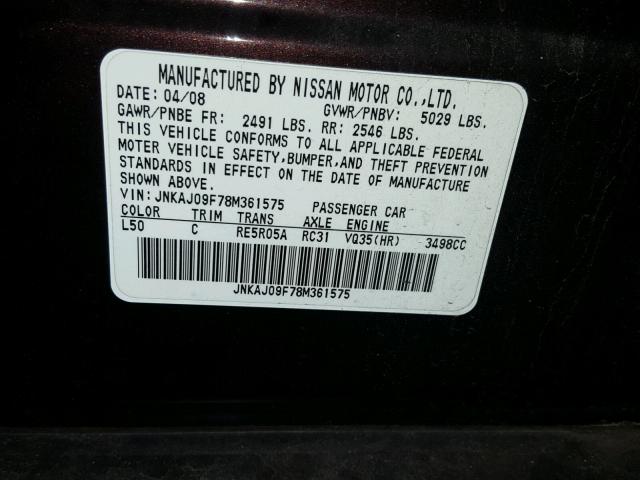 MANUFACTURED BY NISSAN MOTOR CO.,LTD.
DATE: 04/08 GVWR/PNBV: 5029 LBS.
GAWR/PNBE FR: 2491 LBS. RR: 2546 LBS.
THIS VEHICLE CONFORMS TO ALL APPLICABLE FEDERAL
MOTER VEHICLE SAFETY,BUMPER,AND THEFT PREVENTION
STANDARDS IN EFFECT ON THE DATE OF MANUFACTURE
SHOWN ABOVE.
VIN: JNKAJ09F78M361575 PASSENGER CAR
COLOR TRIM TRANS AXLE ENGINE
L50 C RE5R05A RC31 VQ35(HR) 3498CC
JNKAJ09F78M361575